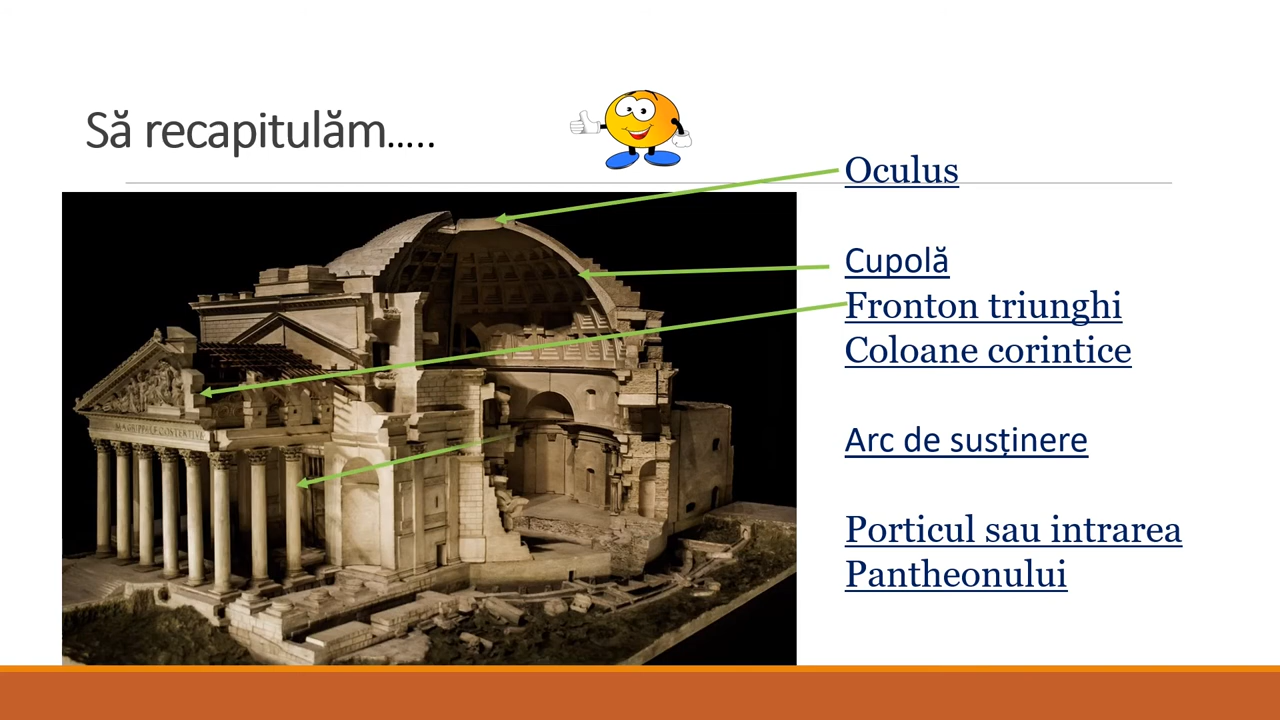 Să recapitulăm.....
Oculus
Cupolă
Fronton triunghi
Coloane corintice
Arc de susținere
Porticul sau intrarea
Pantheonului